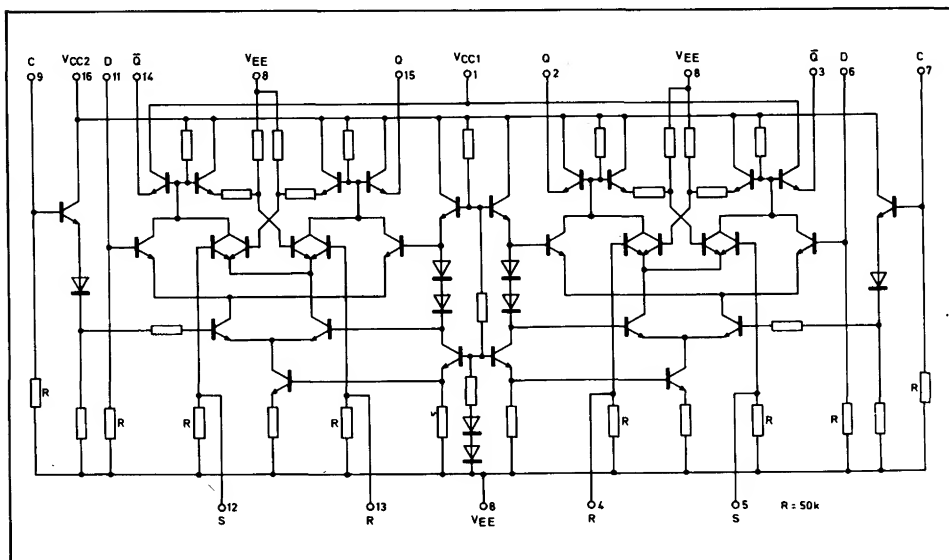 C VCC2 D Q̅ VEE Q VCC1 Q VEE Q̅ D C
9 16 11 14 8 15 1 2 8 3 6 7
R R R R R R R R
12 13 8 4 5 R = 50k
S R VEE R S